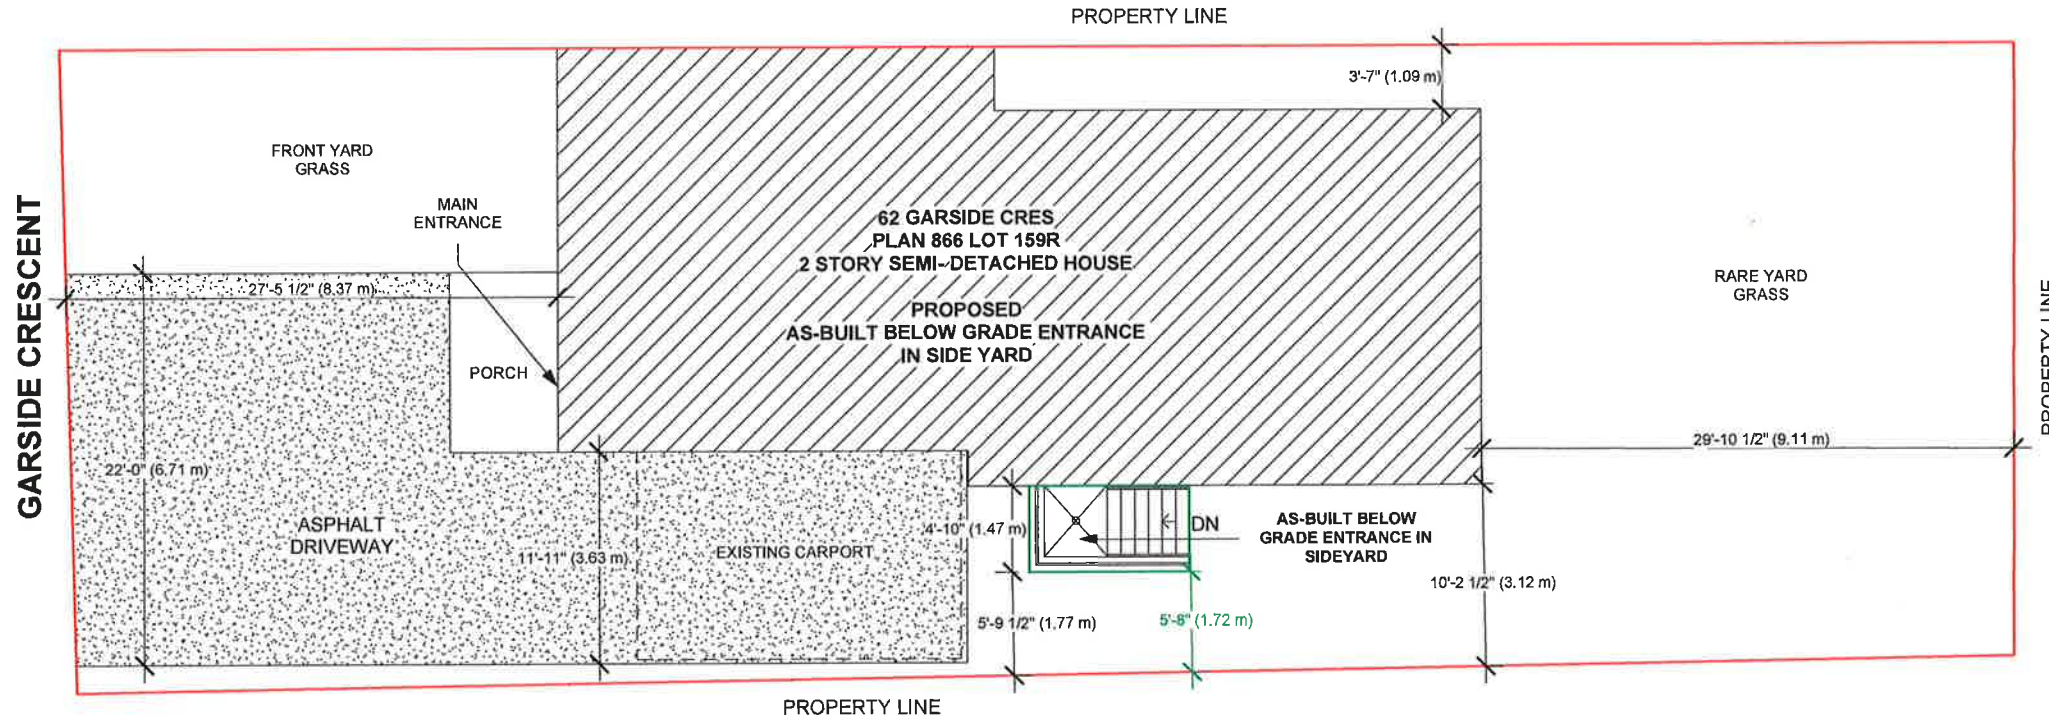 PROPERTY LINE
3'-7" (1.09 m)
FRONT YARD
GRASS
MAIN
ENTRANCE
GARSIDE CRESCENT
62 GARSIDE CRES
PLAN 866 LOT 159R
2 STORY SEMI-DETACHED HOUSE
PROPOSED
AS-BUILT BELOW GRADE ENTRANCE
IN SIDE YARD
RARE YARD
GRASS
PROPERTY LINE
27'-5 1/2" (8.37 m)
PORCH
29'-10 1/2" (9.11 m)
22'-0" (6.71 m)
ASPHALT
DRIVEWAY
11'-11" (3.63 m)
EXISTING CARPORT
4'-10" (1.47 m)
DN
AS-BUILT BELOW
GRADE ENTRANCE IN
SIDEYARD
10'-2 1/2" (3.12 m)
5'-9 1/2" (1.77 m)
5'-8" (1.72 m)
PROPERTY LINE